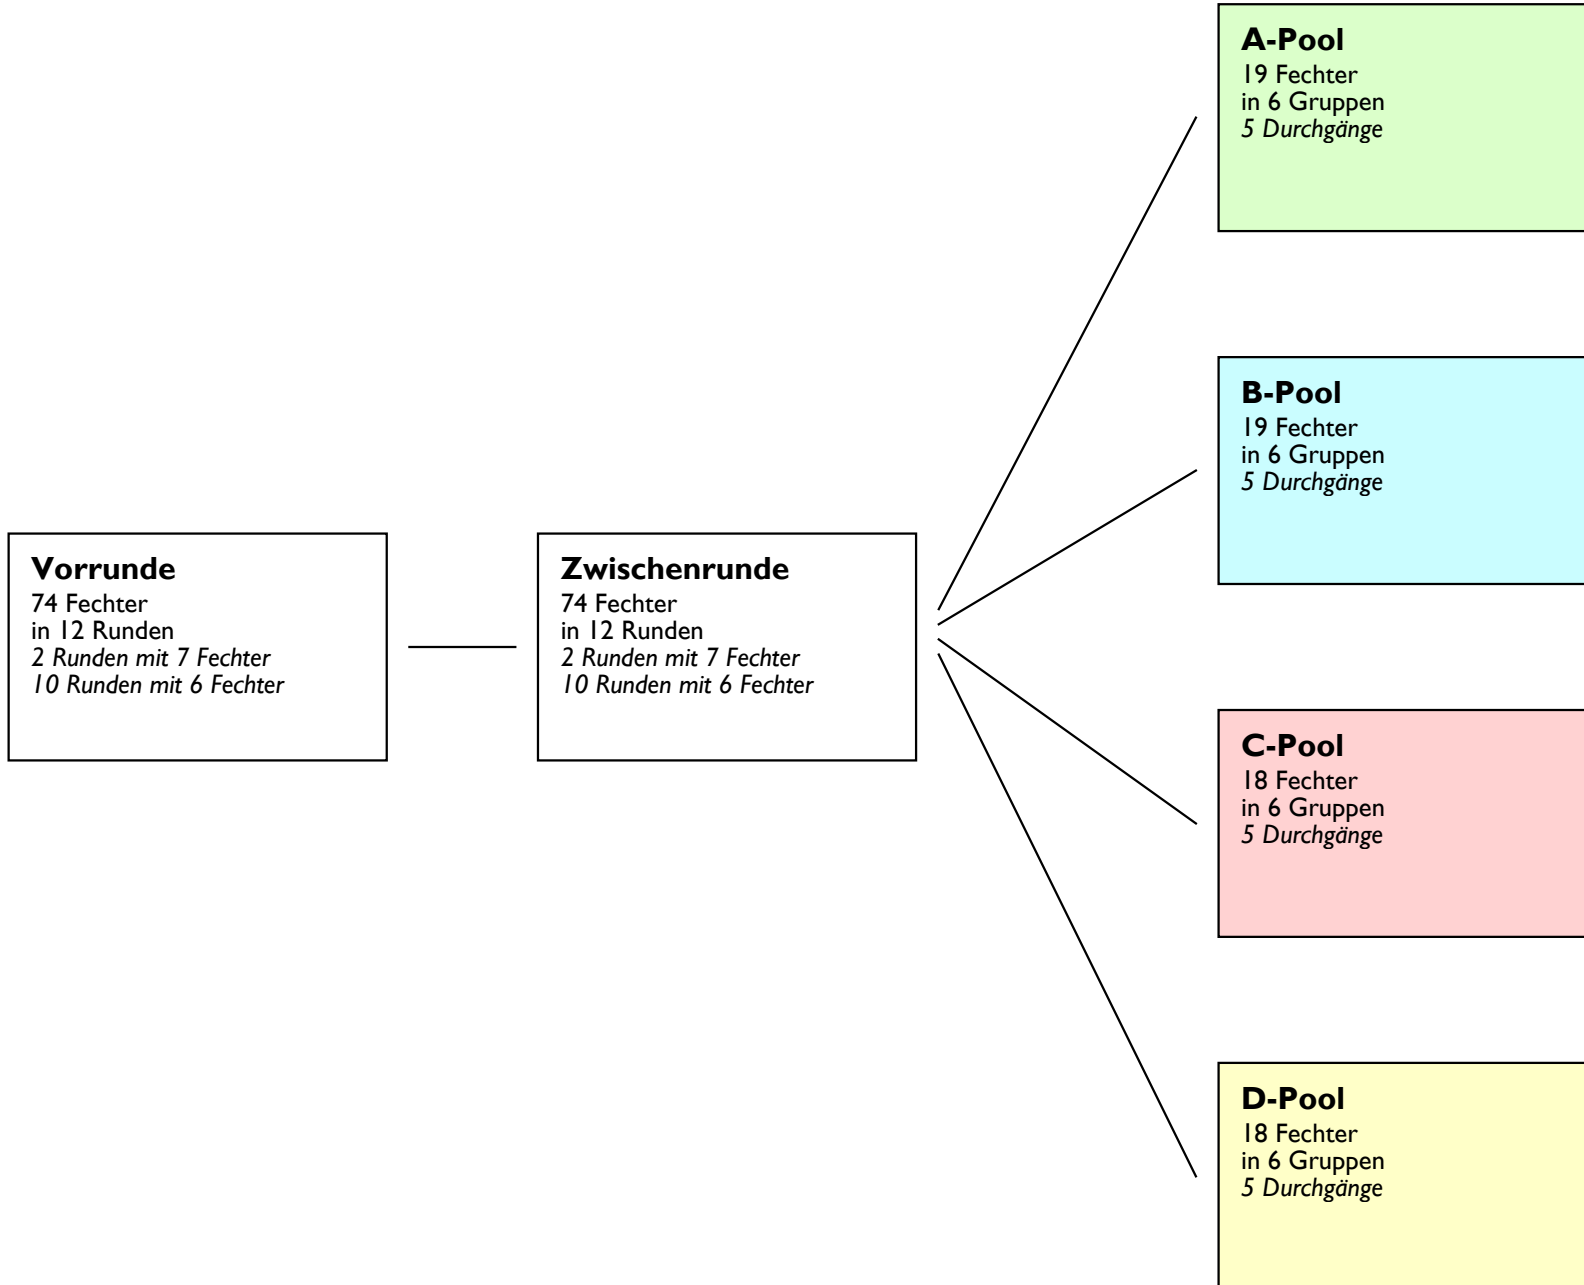 Vorrunde
74 Fechter
in 12 Runden
2 Runden mit 7 Fechter
10 Runden mit 6 Fechter
Zwischenrunde
74 Fechter
in 12 Runden
2 Runden mit 7 Fechter
10 Runden mit 6 Fechter
A-Pool
19 Fechter
in 6 Gruppen
5 Durchgänge
B-Pool
19 Fechter
in 6 Gruppen
5 Durchgänge
C-Pool
18 Fechter
in 6 Gruppen
5 Durchgänge
D-Pool
18 Fechter
in 6 Gruppen
5 Durchgänge